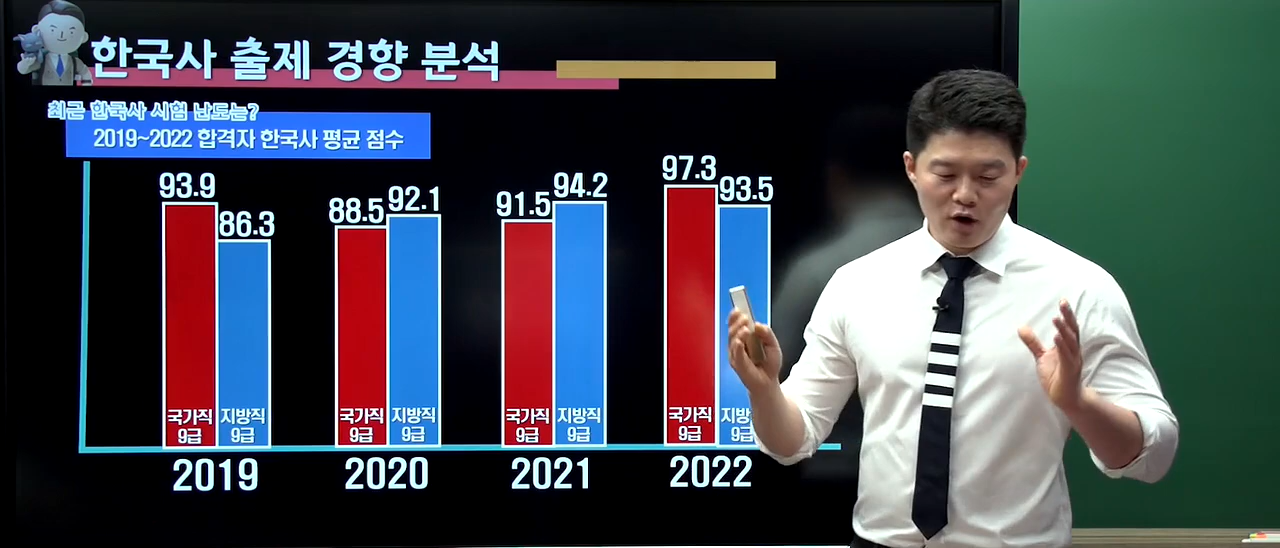 한국사 출제 경향 분석
최근 한국사 시험 난도는?
2019~2022 합격자 한국사 평균 점수
93.9 86.3 88.5 92.1 91.5 94.2 97.3 93.5
국가직 지방직 국가직 지방직 국가직 지방직 국가직 지방
9급 9급 9급 9급 9급 9급 9급 9급
2019 2020 2021 2022